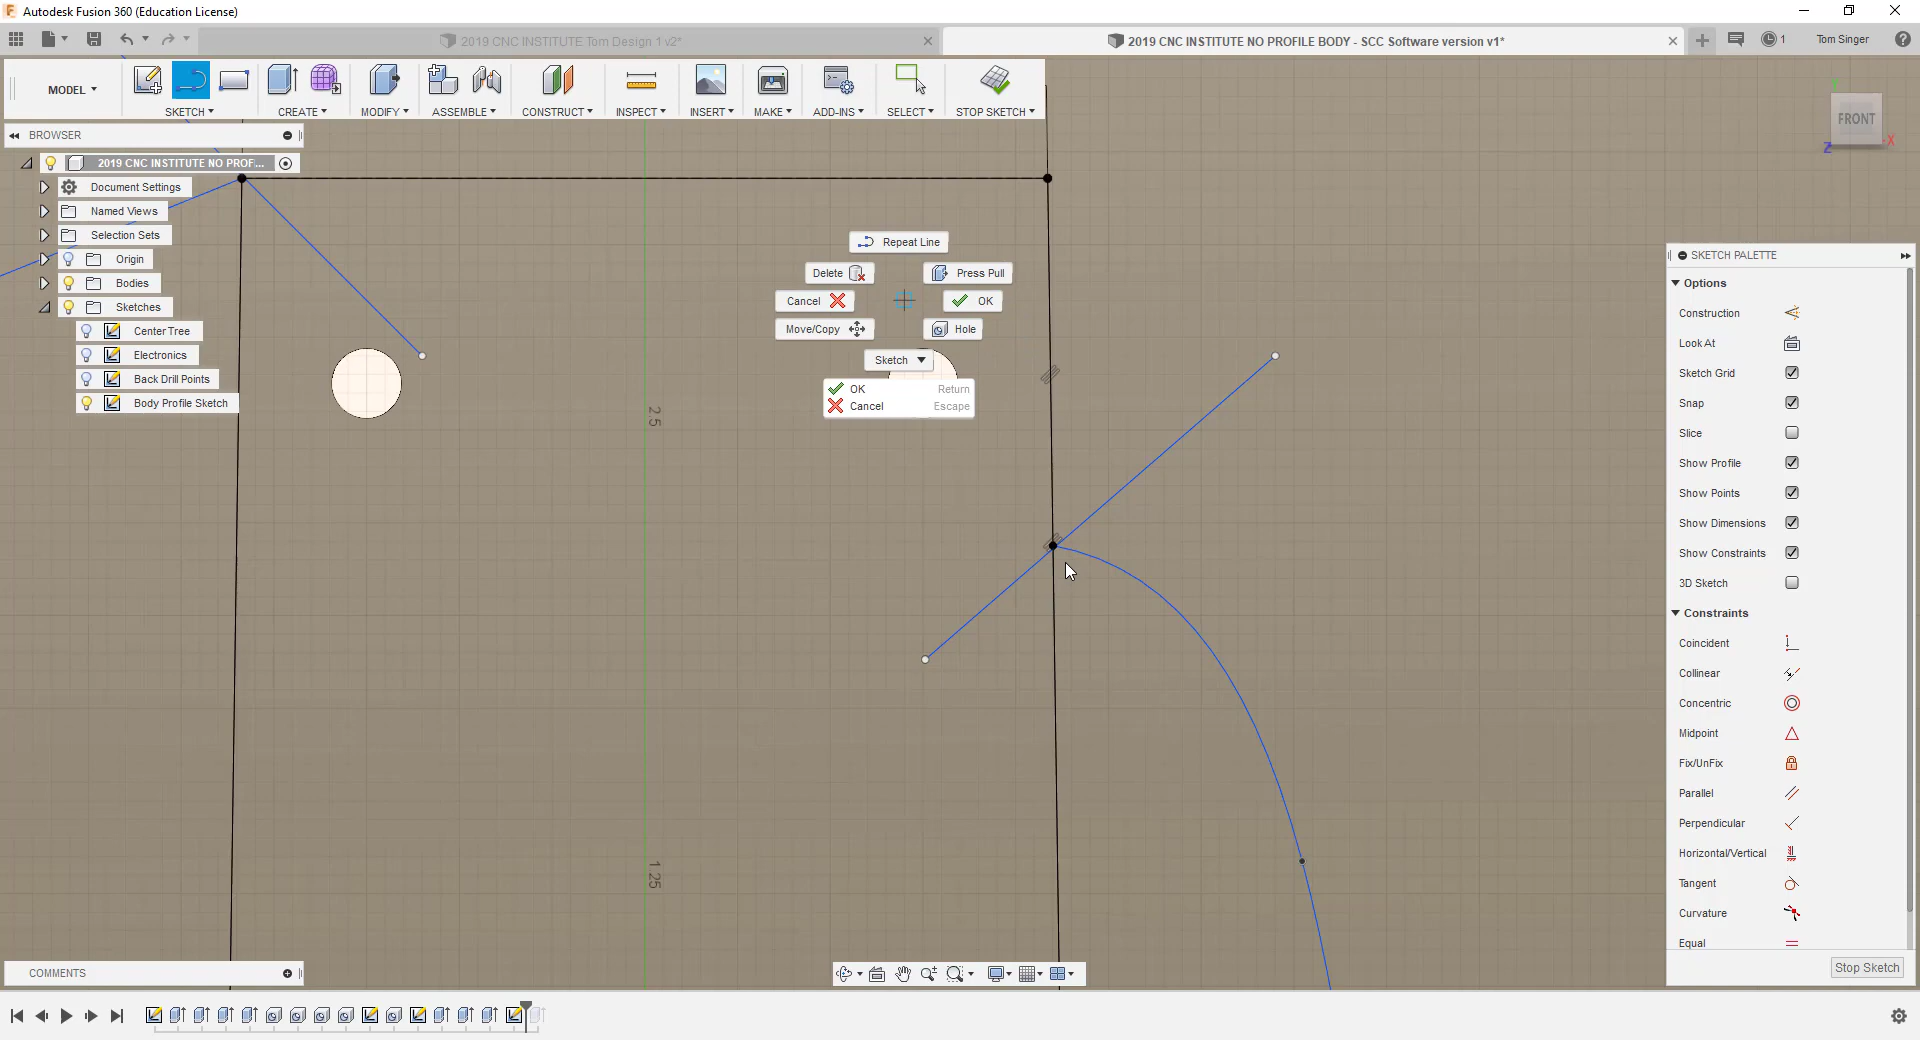 Autodesk Fusion 360 (Education License)
2019 CNC INSTITUTE Tom Design 1 v2*
2019 CNC INSTITUTE NO PROFILE BODY - SCC Software version v1*
1
Tom Singer
MODEL
SKETCH
CREATE
MODIFY
ASSEMBLE
CONSTRUCT
INSPECT
INSERT
MAKE
ADD-INS
SELECT
STOP SKETCH
FRONT
X
Z
BROWSER
2019 CNC INSTITUTE NO PROF...
Document Settings
Named Views
Selection Sets
Origin
Bodies
Sketches
Center Tree
Electronics
Back Drill Points
Body Profile Sketch
Repeat Line
Delete
Press Pull
Cancel
OK
Move/Copy
Hole
Sketch
OK Return
Cancel Escape
2.5
1.25
SKETCH PALETTE
Options
Construction
Look At
Sketch Grid
Snap
Slice
Show Profile
Show Points
Show Dimensions
Show Constraints
3D Sketch
Constraints
Coincident
Collinear
Concentric
Midpoint
Fix/UnFix
Parallel
Perpendicular
Horizontal/Vertical
Tangent
Curvature
Equal
Stop Sketch
COMMENTS